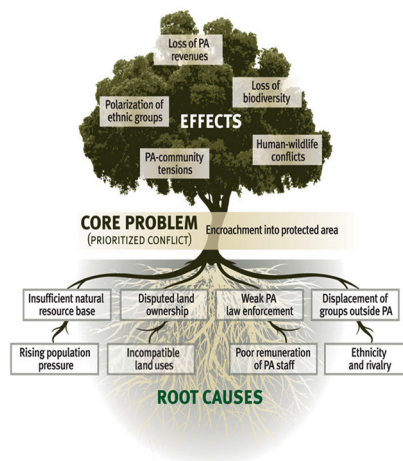 Loss of PA
revenues
Loss of
biodiversity
Polarization of
ethnic groups
EFFECTS
Human-wildlife
conflicts
PA-community
tensions
CORE PROBLEM
(PRIORITIZED CONFLICT)
Encroachment into protected area
Insufficient natural
resource base
Disputed land
ownership
Weak PA
law enforcement
Displacement of
groups outside PA
Rising population
pressure
Incompatible
land uses
Poor remuneration
of PA staff
Ethnicity
and rivalry
ROOT CAUSES